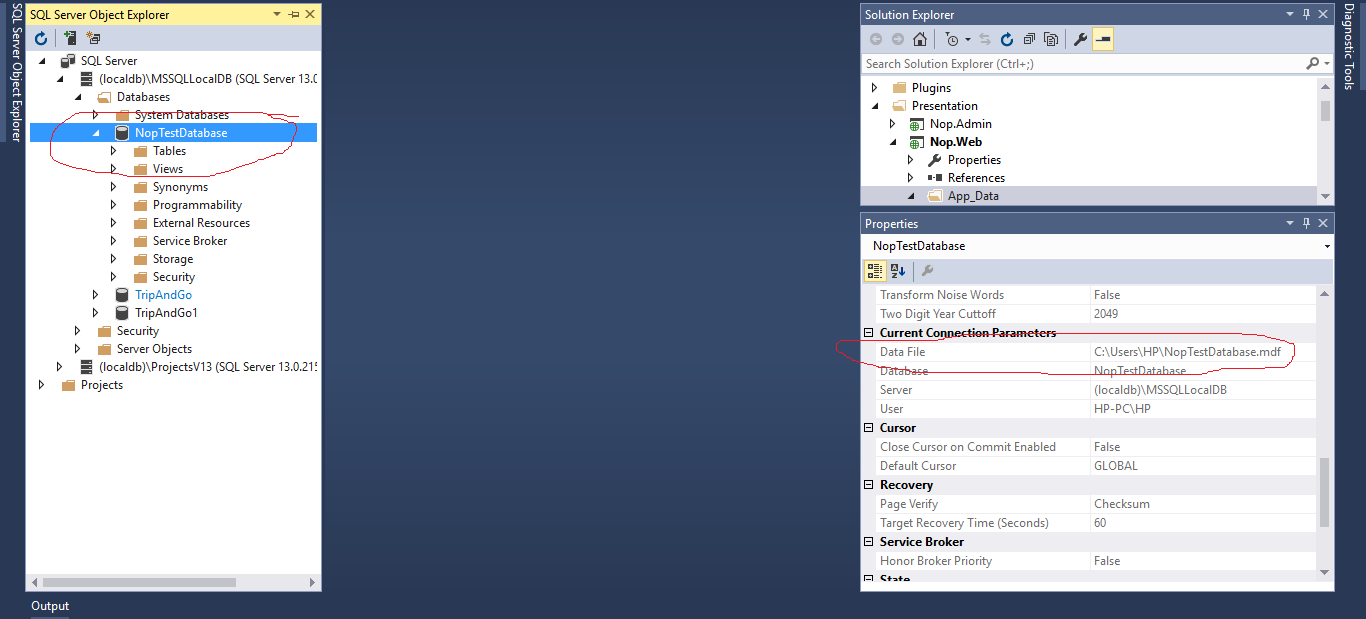 SQL Server Object Explorer
SQL Server Object Explorer
SQL Server
(localdb)\MSSQLLocalDB (SQL Server 13.0
Databases
System Databases
NopTestDatabase
Tables
Views
Synonyms
Programmability
External Resources
Service Broker
Storage
Security
TripAndGo
TripAndGo1
Security
Server Objects
(localdb)\ProjectsV13 (SQL Server 13.0.215
Projects
Output
Solution Explorer
Search Solution Explorer (Ctrl+;)
Plugins
Presentation
Nop.Admin
Nop.Web
Properties
References
App_Data
Properties
NopTestDatabase
Transform Noise Words False
Two Digit Year Cuttoff 2049
Current Connection Parameters
Data File C:\Users\HP\NopTestDatabase.mdf
Database NopTestDatabase
Server (localdb)\MSSQLLocalDB
User HP-PC\HP
Cursor
Close Cursor on Commit Enabled False
Default Cursor GLOBAL
Recovery
Page Verify Checksum
Target Recovery Time (Seconds) 60
Service Broker
Honor Broker Priority False
State
Diagnostic Tools